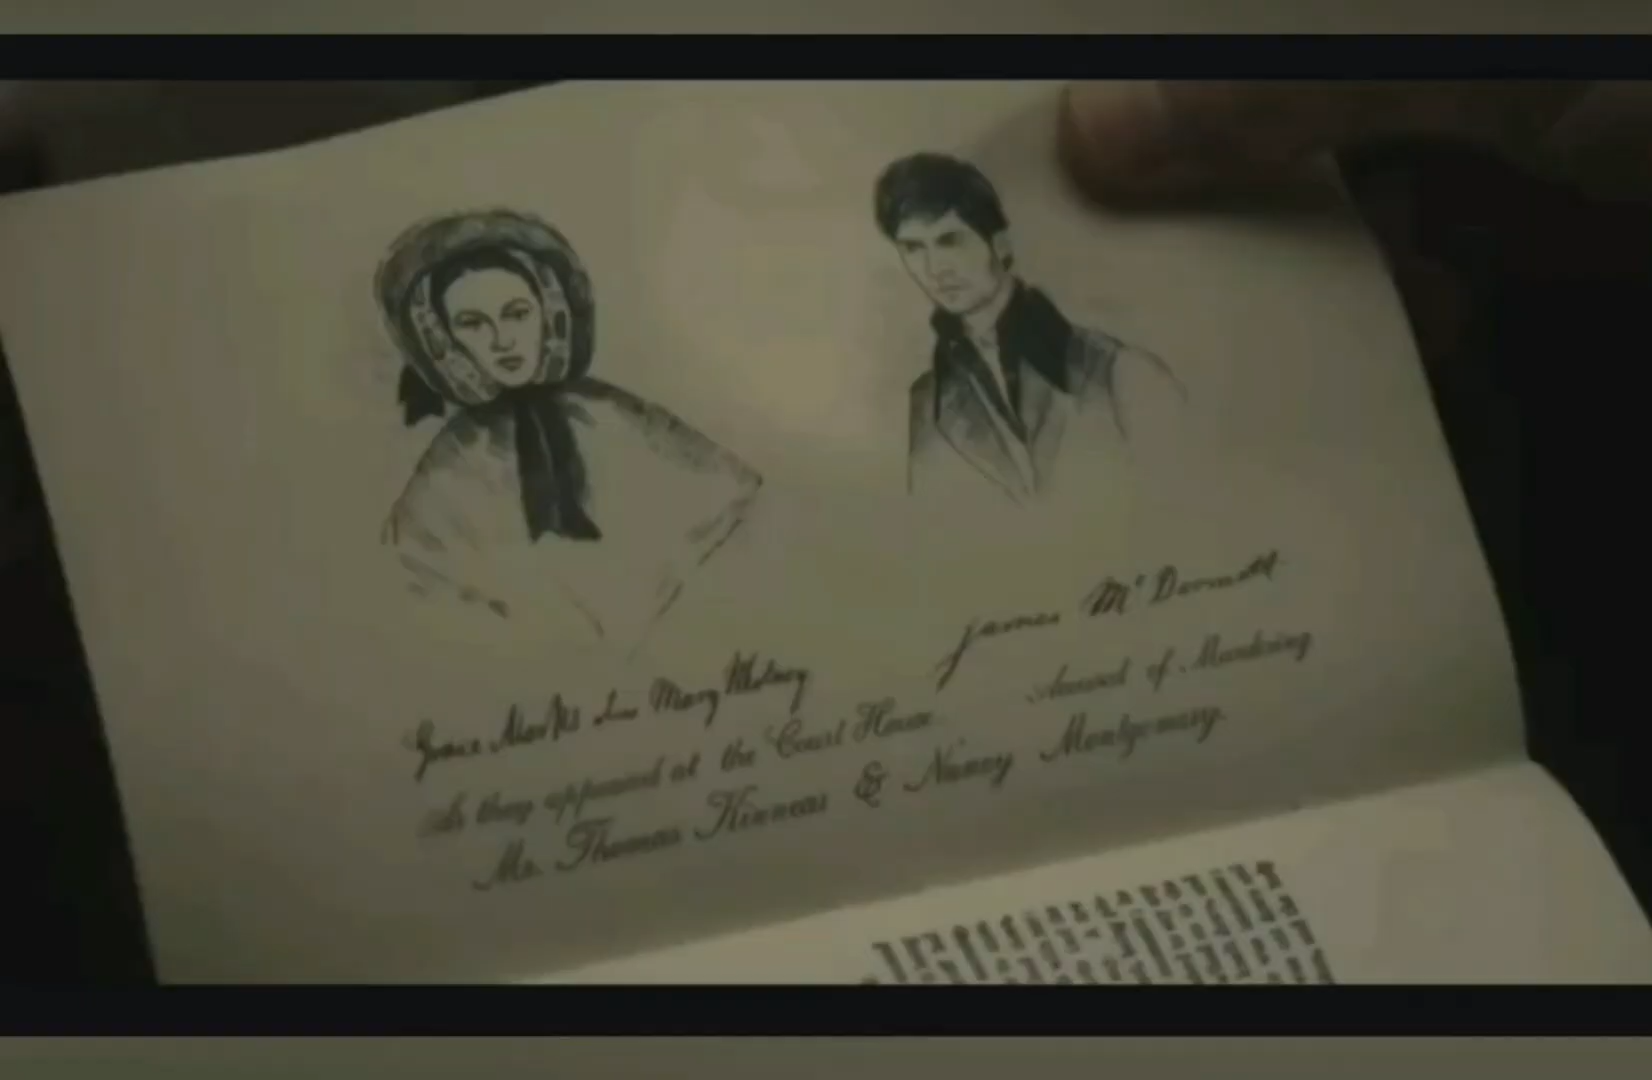 James McDermott
Grace Marks Mary Whitney
As they appeared at the Court House. Accused of Murdering
Mr. Thomas Kinnear & Nancy Montgomery.